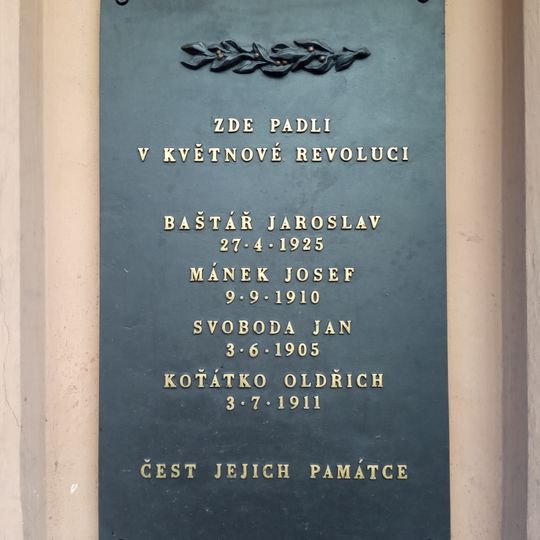 ZDE PADLI
V KVĚTNOVÉ REVOLUCI
BAŠTÁŘ JAROSLAV
27·4·1925
MÁNEK JOSEF
9·9·1910
SVOBODA JAN
3·6·1905
KOŤÁTKO OLDŘICH
3·7·1911
ČEST JEJICH PAMÁTCE